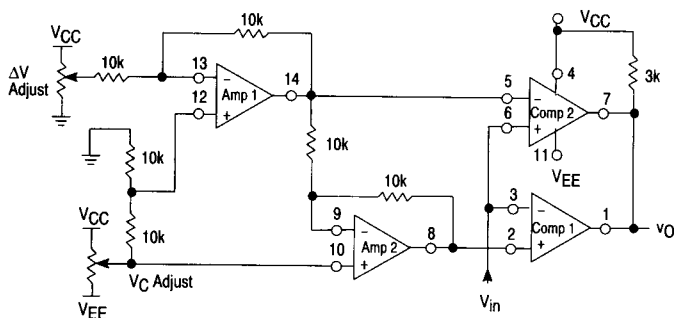 VCC
10k
ΔV
Adjust
10k
13
12
−
+
Amp 1
14
10k
10k
VCC
VEE
VC Adjust
10k
10k
9
10
−
+
Amp 2
8
VCC
4
3k
5
6
−
+
Comp 2
7
11
VEE
3
2
−
+
Comp 1
1
vO
Vin